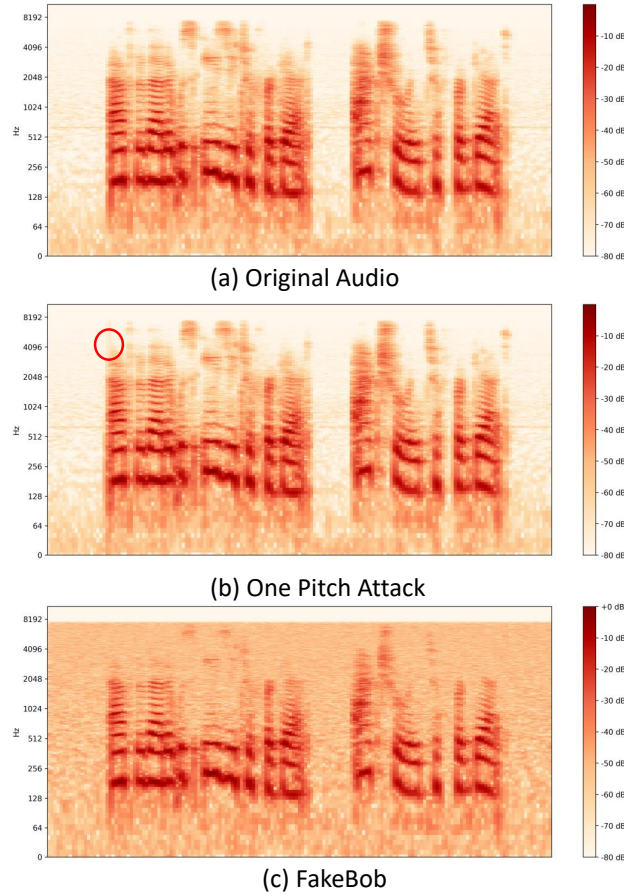 8192
4096
2048
1024
512
256
128
64
0
Hz
-10 dB
-20 dB
-30 dB
-40 dB
-50 dB
-60 dB
-70 dB
-80 dB
(a) Original Audio
8192
4096
2048
1024
512
256
128
64
0
Hz
-10 dB
-20 dB
-30 dB
-40 dB
-50 dB
-60 dB
-70 dB
-80 dB
(b) One Pitch Attack
8192
4096
2048
1024
512
256
128
64
0
Hz
+0 dB
-10 dB
-20 dB
-30 dB
-40 dB
-50 dB
-60 dB
-70 dB
-80 dB
(c) FakeBob